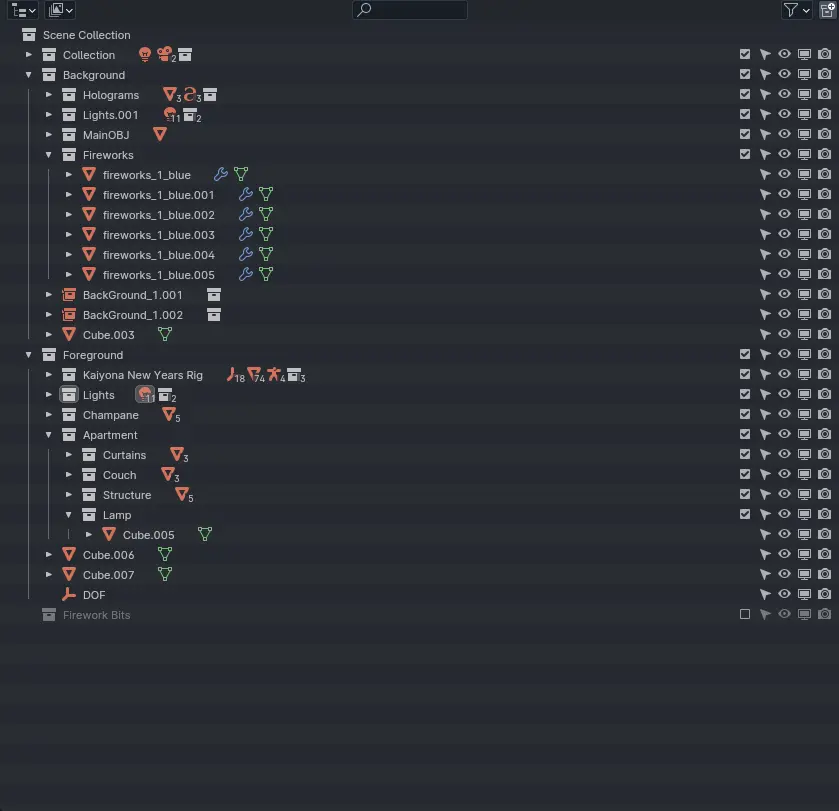 Scene Collection
Collection 2
Background
Holograms 3 3
Lights.001 11 2
MainOBJ
Fireworks
fireworks_1_blue
fireworks_1_blue.001
fireworks_1_blue.002
fireworks_1_blue.003
fireworks_1_blue.004
fireworks_1_blue.005
BackGround_1.001
BackGround_1.002
Cube.003
Foreground
Kaiyona New Years Rig 18 74 4 3
Lights 11 2
Champane 5
Apartment
Curtains 3
Couch 3
Structure 5
Lamp
Cube.005
Cube.006
Cube.007
DOF
Firework Bits